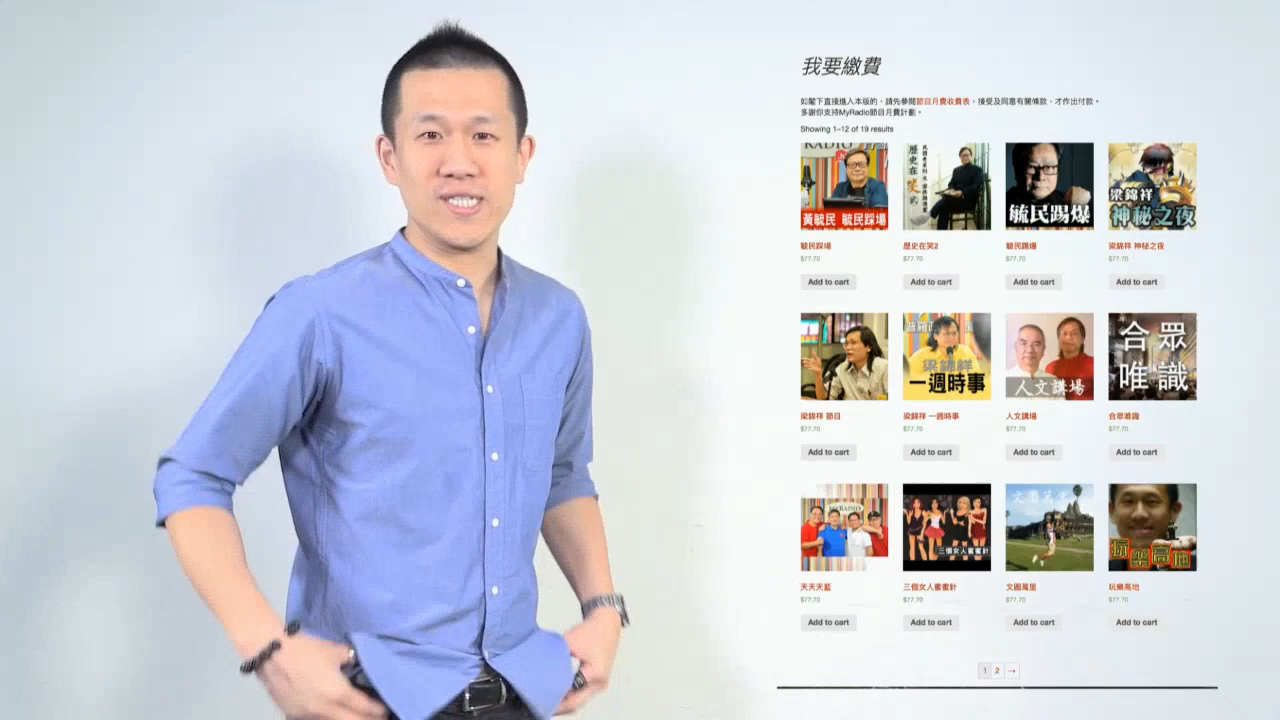 我要繳費
如閣下直接進入本版的，請先參閱節目月費收費表，接受及同意有關條款，才作出付款。
多謝你支持MyRadio節目月費計劃。
Showing 1–12 of 19 results
RADIO
黃毓民 毓民踩場
歷史在笑 貳
毓民踢爆
梁錦祥
神秘之夜
毓民踩場
歷史在笑2
毓民踢爆
梁錦祥 神秘之夜
$77.70
$77.70
$77.70
$77.70
Add to cart
Add to cart
Add to cart
Add to cart
梁錦祥
一週時事
人文講場
合眾
唯識
梁錦祥 節目
梁錦祥 一週時事
人文講場
合眾唯識
$77.70
$77.70
$77.70
$77.70
Add to cart
Add to cart
Add to cart
Add to cart
MYRADIO
三個女人蜜蜜針
文圖萬里
玩樂高地
天天天藍
三個女人蜜蜜針
文圖萬里
玩樂高地
$77.70
$77.70
$77.70
$77.70
Add to cart
Add to cart
Add to cart
Add to cart
1 2 →